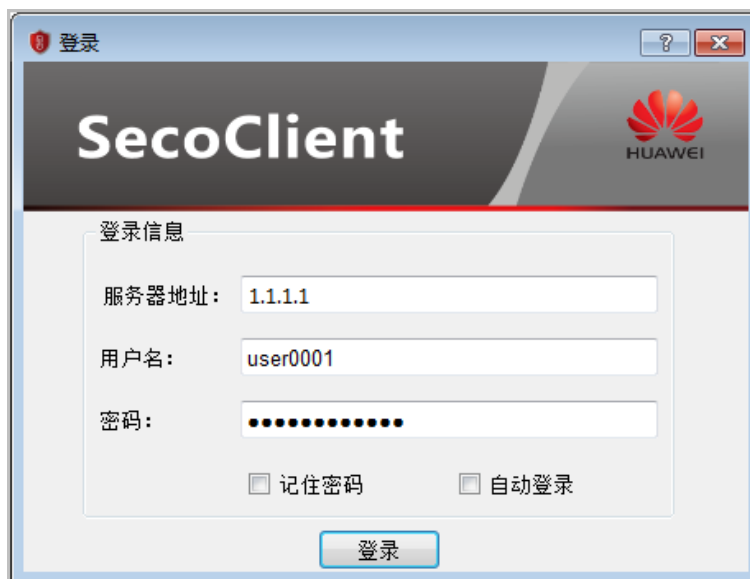 登录
SecoClient
HUAWEI
登录信息
服务器地址：
1.1.1.1
用户名：
user0001
密码：
●●●●●●●●●●●●
记住密码
自动登录
登录